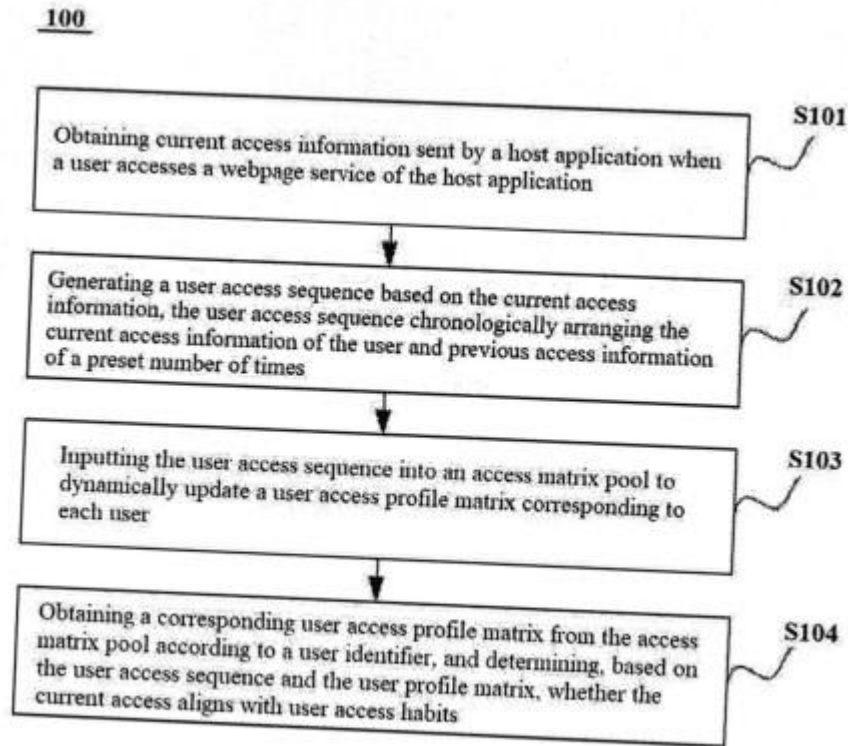 100
S101
Obtaining current access information sent by a host application when
a user accesses a webpage service of the host application
S102
Generating a user access sequence based on the current access
information, the user access sequence chronologically arranging the
current access information of the user and previous access information
of a preset number of times
S103
Inputting the user access sequence into an access matrix pool to
dynamically update a user access profile matrix corresponding to
each user
S104
Obtaining a corresponding user access profile matrix from the access
matrix pool according to a user identifier, and determining, based on
the user access sequence and the user profile matrix, whether the
current access aligns with user access habits